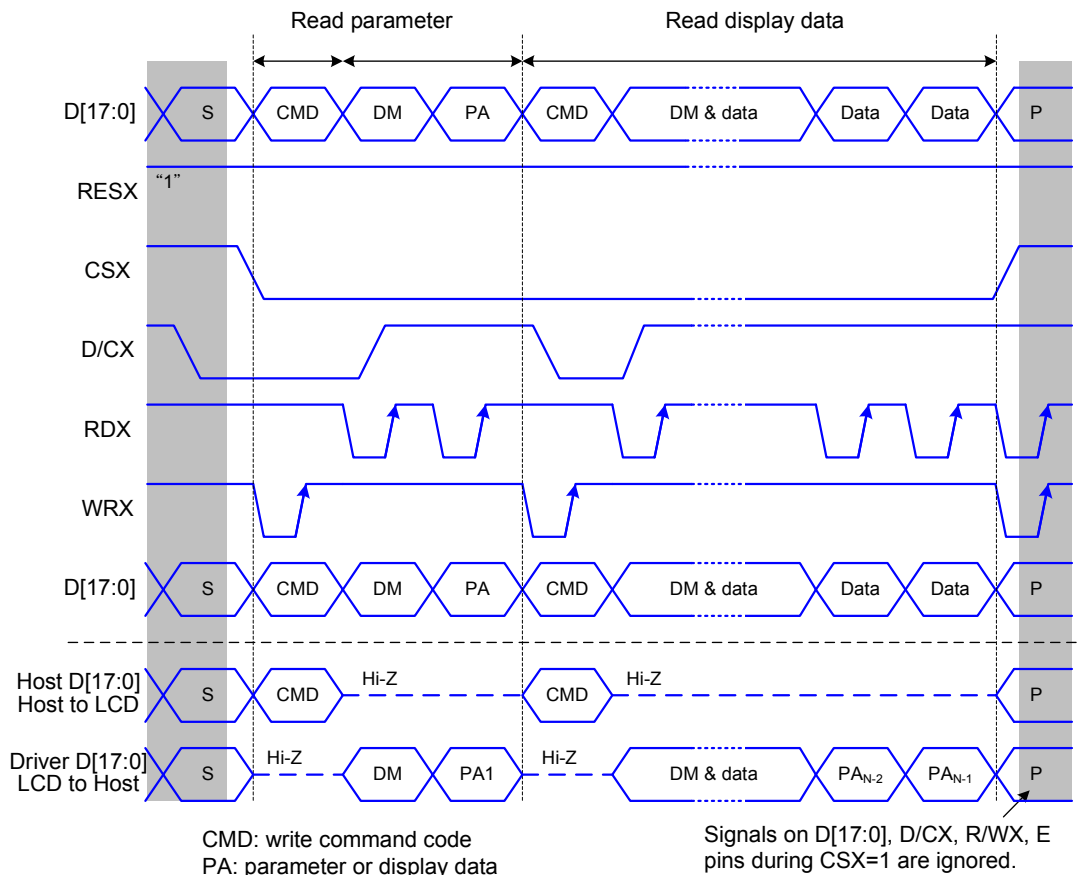 Read parameter
Read display data
D[17:0]
S
CMD
DM
PA
CMD
DM & data
Data
Data
P
RESX
“1”
CSX
D/CX
RDX
WRX
D[17:0]
S
CMD
DM
PA
CMD
DM & data
Data
Data
P
Host D[17:0]
Host to LCD
S
CMD
Hi-Z
CMD
Hi-Z
P
Driver D[17:0]
LCD to Host
S
Hi-Z
DM
PA1
Hi-Z
DM & data
PAN-2
PAN-1
P
CMD: write command code
PA: parameter or display data
Signals on D[17:0], D/CX, R/WX, E
pins during CSX=1 are ignored.